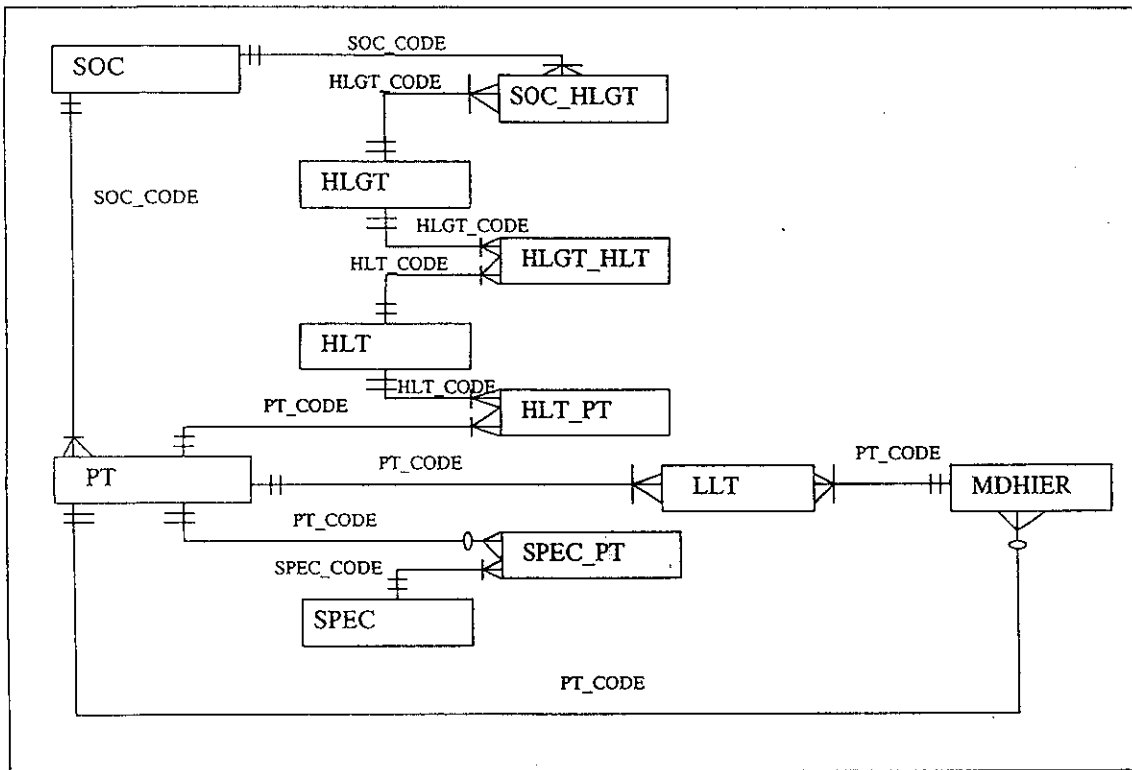 SOC_CODE
SOC
HLGT_CODE
SOC_HLGT
HLGT
SOC_CODE
HLGT_CODE
HLGT_HLT
HLT_CODE
HLT
HLT_CODE
PT_CODE
HLT_PT
PT
PT_CODE
LLT
PT_CODE
MDHIER
PT_CODE
SPEC_PT
SPEC_CODE
SPEC
PT_CODE